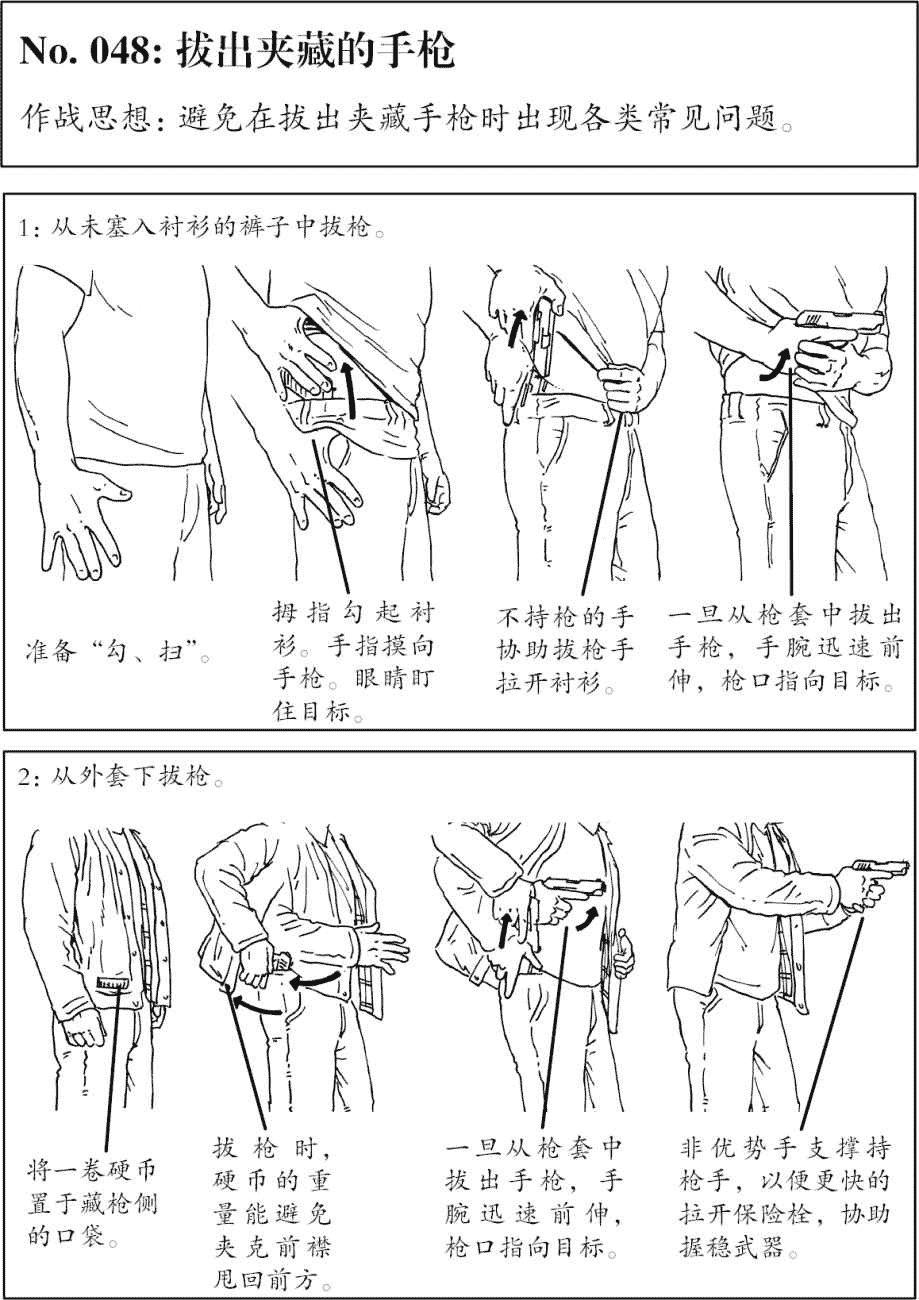 No. 048: 拔出夹藏的手枪
作战思想：避免在拔出夹藏手枪时出现各类常见问题。
1：从未塞入衬衫的裤子中拔枪。
准备“勾、扫”。
拇指勾起衬
衫。手指摸向
手枪。眼睛盯
住目标。
不持枪的手
协助拔枪手
拉开衬衫。
一旦从枪套中拔出
手枪，手腕迅速前
伸，枪口指向目标。
2：从外套下拔枪。
将一卷硬币
置于藏枪侧
的口袋。
拔枪时，
硬币的重
量能避免
夹克前襟
甩回前方。
一旦从枪套中
拔出手枪，手
腕迅速前伸，
枪口指向目标。
非优势手支撑持
枪手，以便更快的
拉开保险栓，协助
握稳武器。